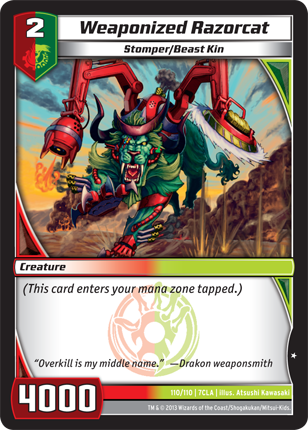 2
Weaponized Razorcat
Stomper/Beast Kin
Creature
(This card enters your mana zone tapped.)
"Overkill is my middle name." —Drakon weaponsmith
4000
110/110 | 7CLA | illus. Atsushi Kawasaki
TM & © 2013 Wizards of the Coast/Shogakukan/Mitsui-Kids.